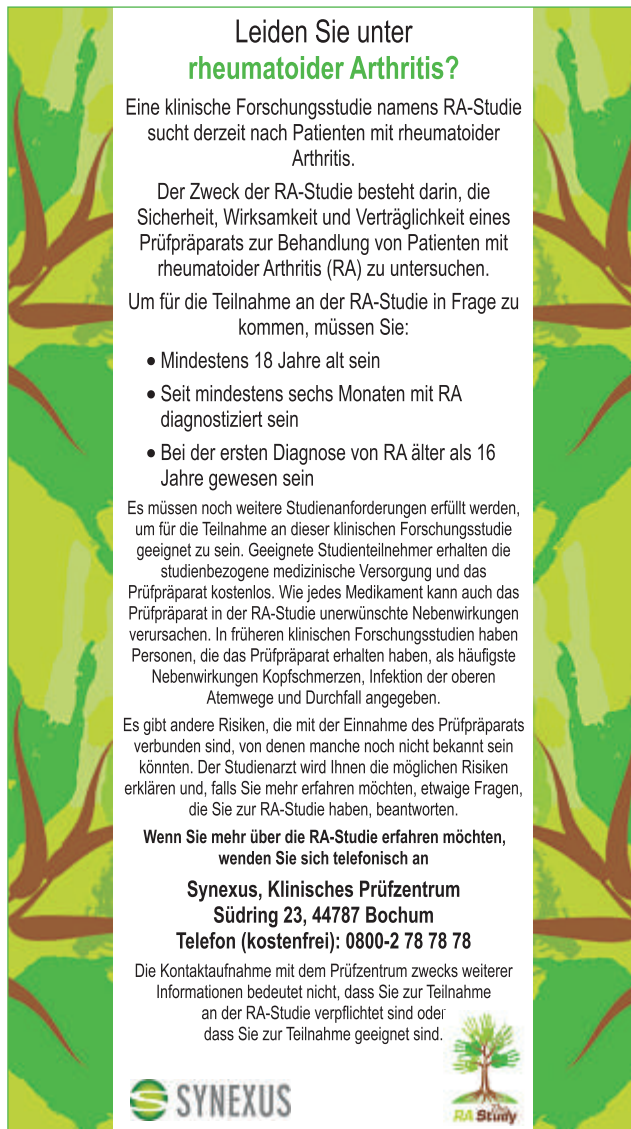 Leiden Sie unter
rheumatoider Arthritis?
Eine klinische Forschungsstudie namens RA-Studie
sucht derzeit nach Patienten mit rheumatoider
Arthritis.
Der Zweck der RA-Studie besteht darin, die
Sicherheit, Wirksamkeit und Verträglichkeit eines
Prüfpräparats zur Behandlung von Patienten mit
rheumatoider Arthritis (RA) zu untersuchen.
Um für die Teilnahme an der RA-Studie in Frage zu
kommen, müssen Sie:
• Mindestens 18 Jahre alt sein
• Seit mindestens sechs Monaten mit RA
diagnostiziert sein
• Bei der ersten Diagnose von RA älter als 16
Jahre gewesen sein
Es müssen noch weitere Studienanforderungen erfüllt werden,
um für die Teilnahme an dieser klinischen Forschungsstudie
geeignet zu sein. Geeignete Studienteilnehmer erhalten die
studienbezogene medizinische Versorgung und das
Prüfpräparat kostenlos. Wie jedes Medikament kann auch das
Prüfpräparat in der RA-Studie unerwünschte Nebenwirkungen
verursachen. In früheren klinischen Forschungsstudien haben
Personen, die das Prüfpräparat erhalten haben, als häufigste
Nebenwirkungen Kopfschmerzen, Infektion der oberen
Atemwege und Durchfall angegeben.
Es gibt andere Risiken, die mit der Einnahme des Prüfpräparats
verbunden sind, von denen manche noch nicht bekannt sein
könnten. Der Studienarzt wird Ihnen die möglichen Risiken
erklären und, falls Sie mehr erfahren möchten, etwaige Fragen,
die Sie zur RA-Studie haben, beantworten.
Wenn Sie mehr über die RA-Studie erfahren möchten,
wenden Sie sich telefonisch an
Synexus, Klinisches Prüfzentrum
Südring 23, 44787 Bochum
Telefon (kostenfrei): 0800-2 78 78 78
Die Kontaktaufnahme mit dem Prüfzentrum zwecks weiterer
Informationen bedeutet nicht, dass Sie zur Teilnahme
an der RA-Studie verpflichtet sind oder
dass Sie zur Teilnahme geeignet sind.
SYNEXUS
The
RA Study